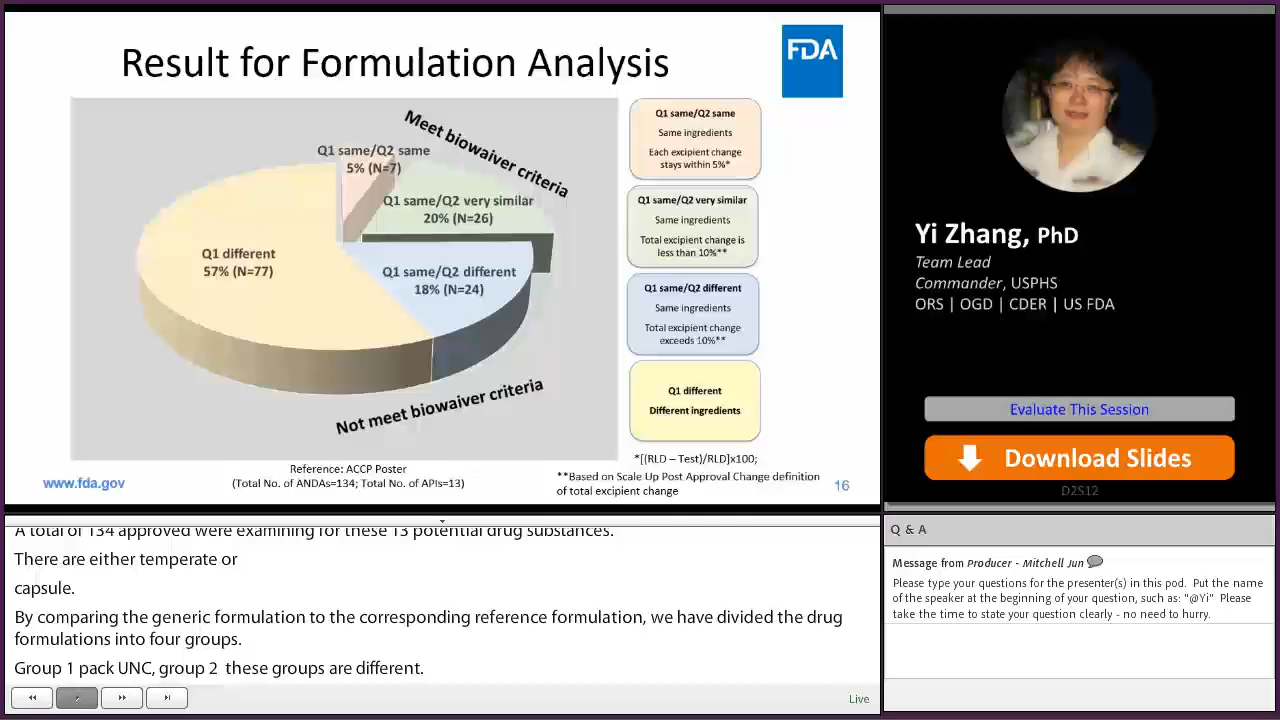 Result for Formulation Analysis
FDA
Meet biowaiver criteria
Q1 same/Q2 same
5% (N=7)
Q1 same/Q2 very similar
20% (N=26)
Q1 different
57% (N=77)
Q1 same/Q2 different
18% (N=24)
Not meet biowaiver criteria
Q1 same/Q2 same
Same ingredients
Each excipient change
stays within 5%*
Q1 same/Q2 very similar
Same ingredients
Total excipient change is
less than 10%**
Q1 same/Q2 different
Same ingredients
Total excipient change
exceeds 10%**
Q1 different
Different ingredients
*[(RLD – Test)/RLD]x100;
**Based on Scale Up Post Approval Change definition
of total excipient change
Reference: ACCP Poster
(Total No. of ANDAs=134; Total No. of APIs=13)
www.fda.gov
16
Yi Zhang, PhD
Team Lead
Commander, USPHS
ORS | OGD | CDER | US FDA
Evaluate This Session
Download Slides
D2S12
A total of 134 approved were examining for these 13 potential drug substances.
There are either temperate or
capsule.
By comparing the generic formulation to the corresponding reference formulation, we have divided the drug
formulations into four groups.
Group 1 pack UNC, group 2  these groups are different.
Live
Q & A
Message from Producer - Mitchell Jun
Please type your questions for the presenter(s) in this pod.  Put the name
of the speaker at the beginning of your question, such as: "@Yi"  Please
take the time to state your question clearly - no need to hurry.